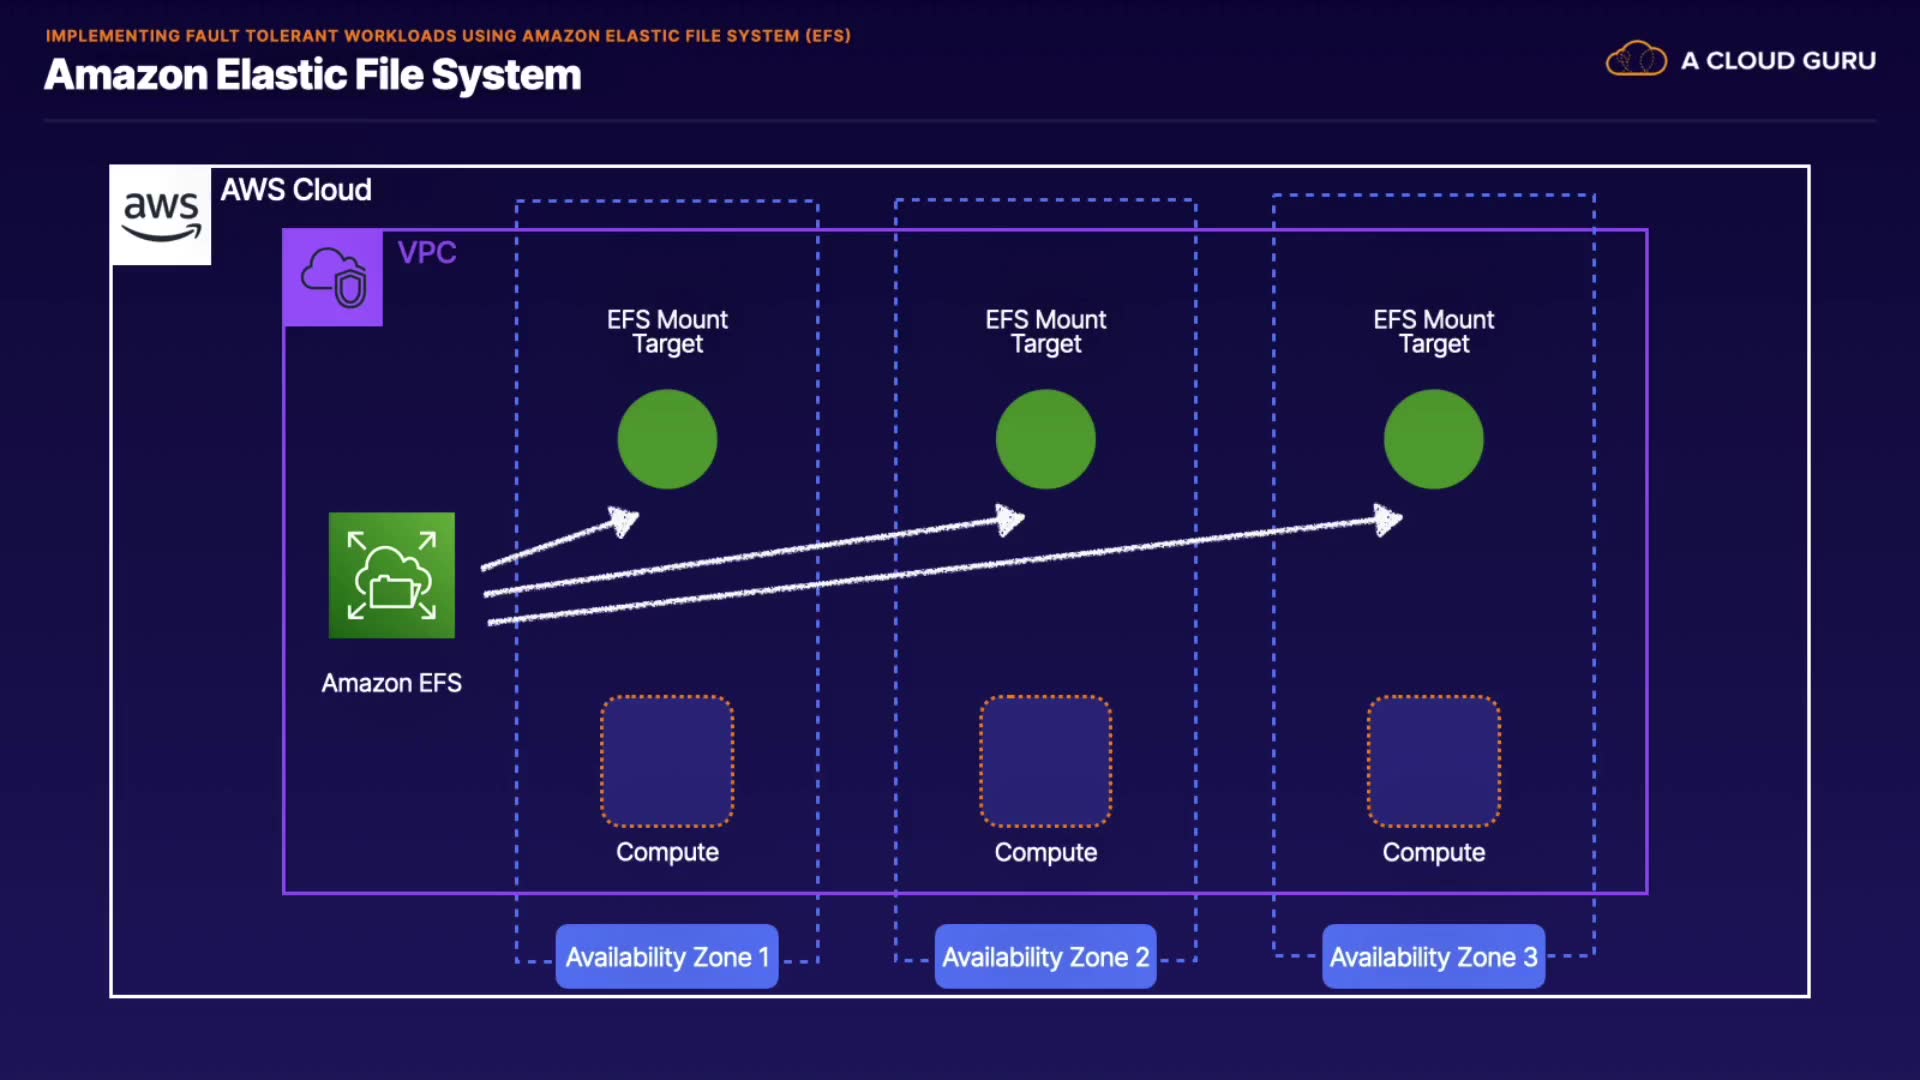 IMPLEMENTING FAULT TOLERANT WORKLOADS USING AMAZON ELASTIC FILE SYSTEM (EFS)
Amazon Elastic File System
A CLOUD GURU
aws
AWS Cloud
VPC
EFS Mount
Target
EFS Mount
Target
EFS Mount
Target
Amazon EFS
Compute
Compute
Compute
Availability Zone 1
Availability Zone 2
Availability Zone 3